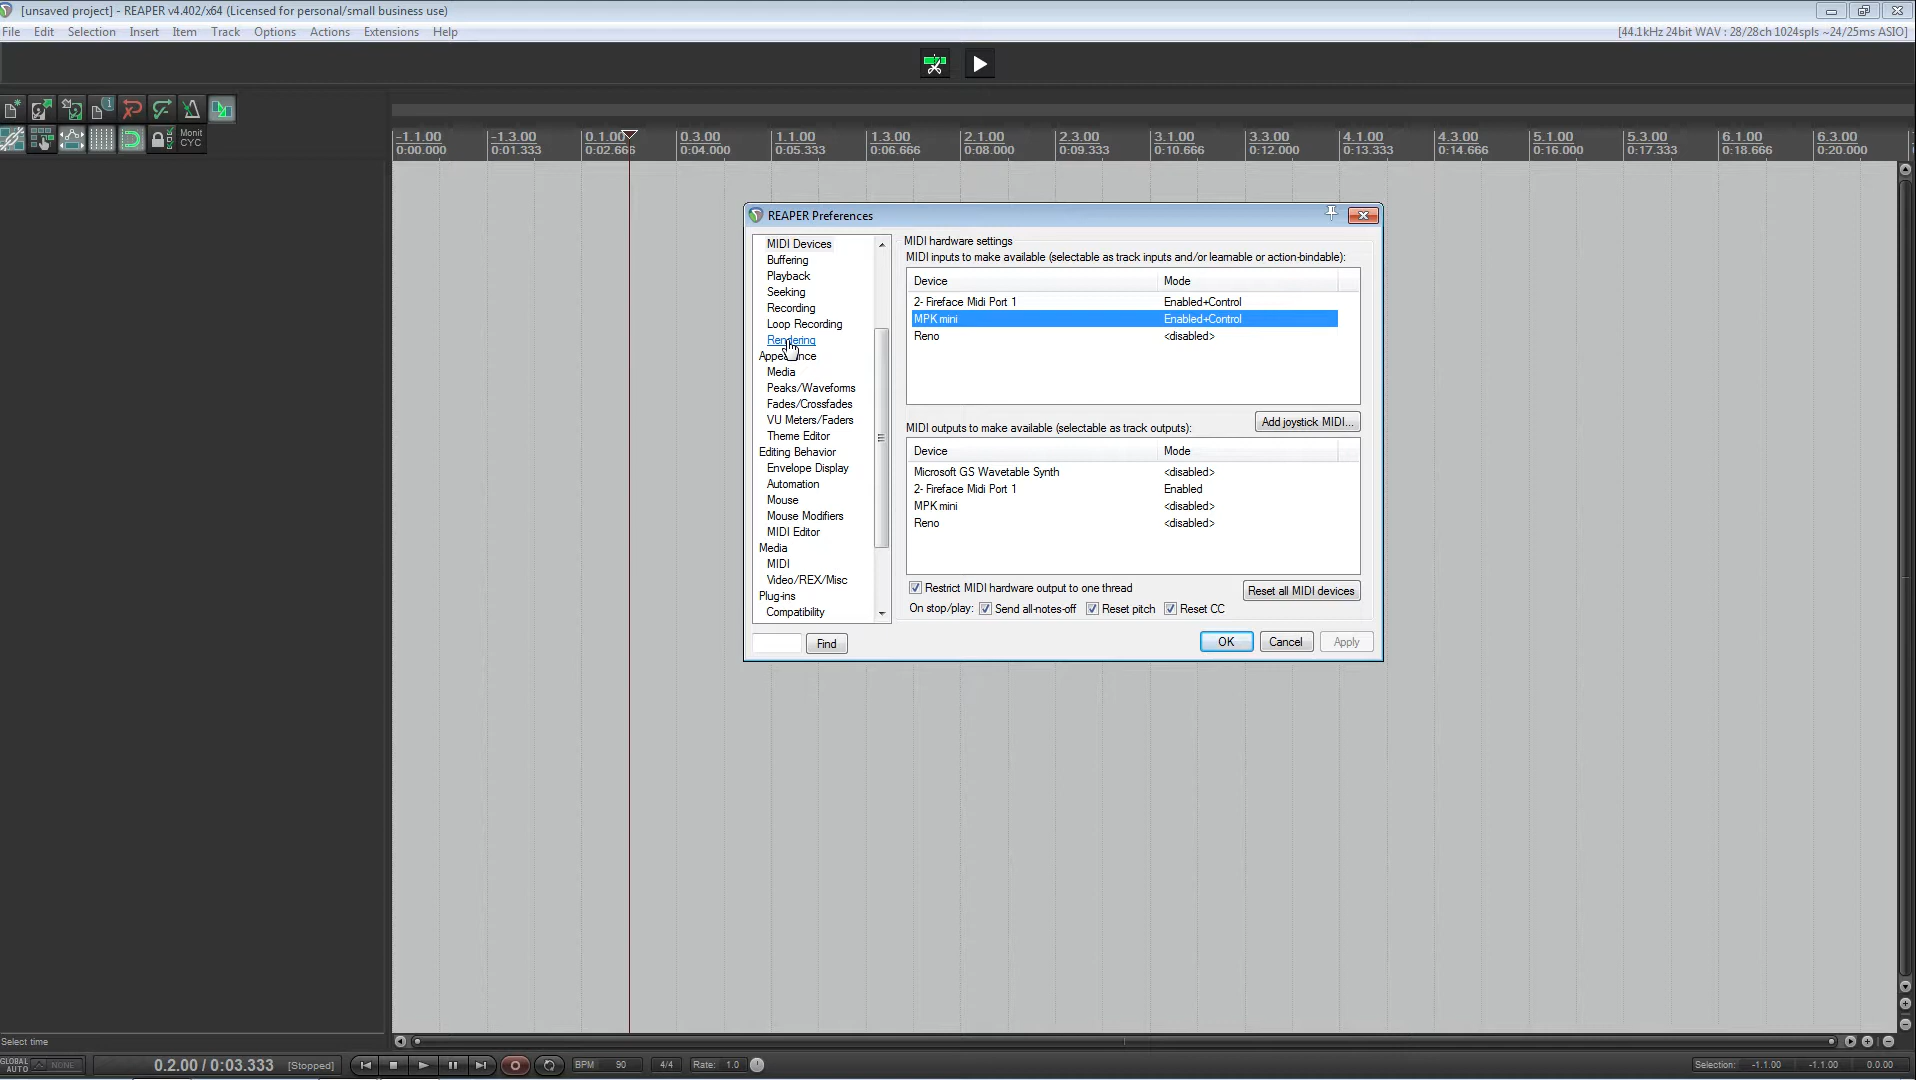 [unsaved project] - REAPER v4.402/x64 (Licensed for personal/small business use)
File Edit Selection Insert Item Track Options Actions Extensions Help
[44.1kHz 24bit WAV : 28/28ch 1024spls ~24/25ms ASIO]
Monit
CYC
-1.1.00 -1.3.00 0.1.00 0.3.00 1.1.00 1.3.00 2.1.00 2.3.00 3.1.00 3.3.00 4.1.00 4.3.00 5.1.00 5.3.00 6.1.00 6.3.00
0:00.000 0:01.333 0:02.666 0:04.000 0:05.333 0:06.666 0:08.000 0:09.333 0:10.666 0:12.000 0:13.333 0:14.666 0:16.000 0:17.333 0:18.666 0:20.000
REAPER Preferences
MIDI Devices
Buffering
Playback
Seeking
Recording
Loop Recording
Rendering
Appearance
Media
Peaks/Waveforms
Fades/Crossfades
VU Meters/Faders
Theme Editor
Editing Behavior
Envelope Display
Automation
Mouse
Mouse Modifiers
MIDI Editor
Media
MIDI
Video/REX/Misc
Plug-ins
Compatibility
Find
MIDI hardware settings
MIDI inputs to make available (selectable as track inputs and/or learnable or action-bindable):
Device Mode
2- Fireface Midi Port 1 Enabled+Control
MPK mini Enabled+Control
Reno <disabled>
Add joystick MIDI...
MIDI outputs to make available (selectable as track outputs):
Device Mode
Microsoft GS Wavetable Synth <disabled>
2- Fireface Midi Port 1 Enabled
MPK mini <disabled>
Reno <disabled>
Restrict MIDI hardware output to one thread
Reset all MIDI devices
On stop/play: Send all-notes-off Reset pitch Reset CC
OK Cancel Apply
Select time
GLOBAL
AUTO
NONE
0.2.00 / 0:03.333 [Stopped]
BPM 90 4/4 Rate: 1.0
Selection: -1.1.00 -1.1.00 0.0.00